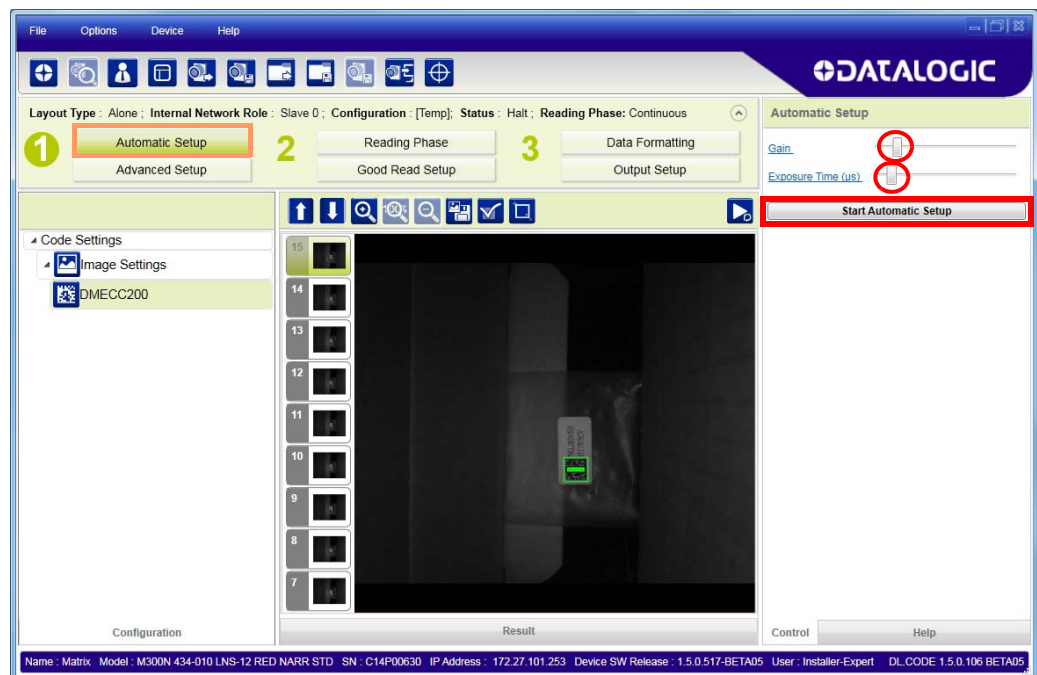 File Options Device Help
DATALOGIC
Layout Type : Alone ; Internal Network Role : Slave 0 ; Configuration : [Temp]; Status : Halt ; Reading Phase: Continuous
Automatic Setup
1 Automatic Setup 2 Reading Phase 3 Data Formatting
Advanced Setup Good Read Setup Output Setup
Gain
Exposure Time (µs)
Start Automatic Setup
100%
Code Settings
Image Settings
DMECC200
15
14
13
12
11
10
9
8
7
Configuration Result Control Help
Name : Matrix Model : M300N 434-010 LNS-12 RED NARR STD SN : C14P00630 IP Address : 172.27.101.253 Device SW Release : 1.5.0.517-BETA05 User : Installer-Expert DL.CODE 1.5.0.106 BETA05